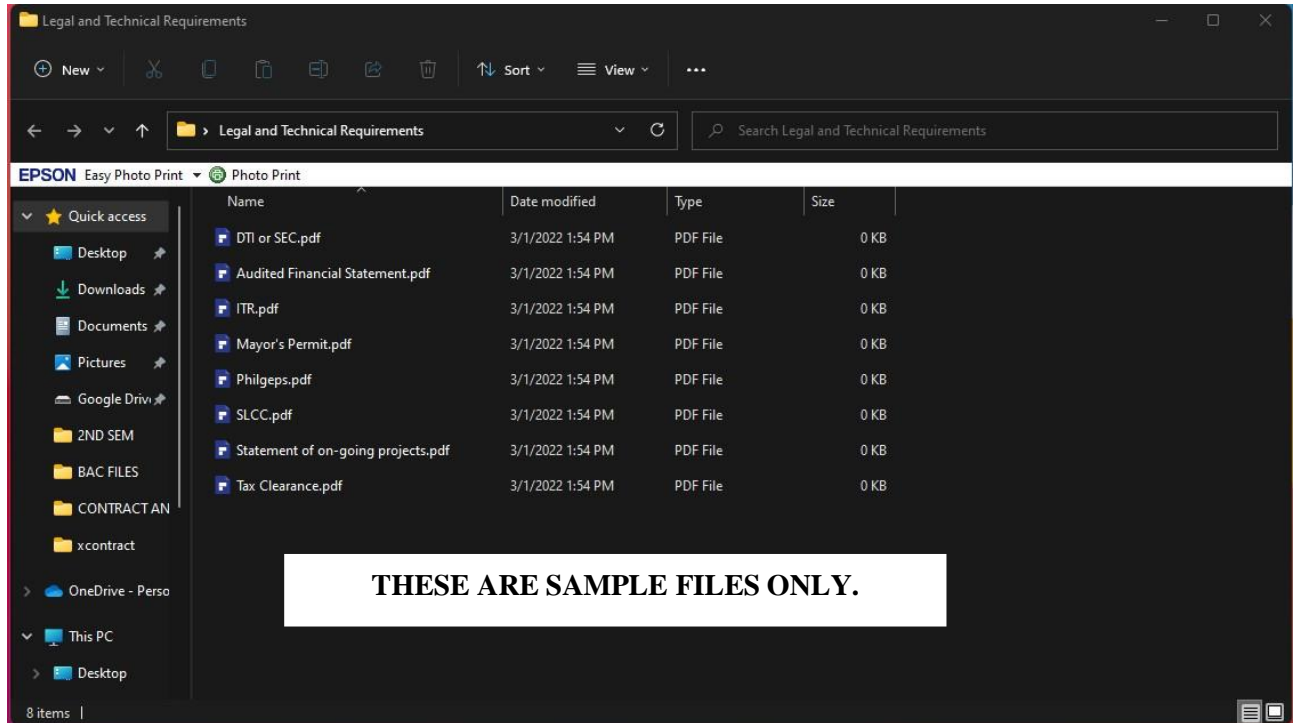 Legal and Technical Requirements
New Sort View
Legal and Technical Requirements Search Legal and Technical Requirements
EPSON Easy Photo Print Photo Print
Name Date modified Type Size
Quick access
Desktop
Downloads
Documents
Pictures
Google Driv
2ND SEM
BAC FILES
CONTRACT AN
xcontract
OneDrive - Perso
This PC
Desktop
DTI or SEC.pdf 3/1/2022 1:54 PM PDF File 0 KB
Audited Financial Statement.pdf 3/1/2022 1:54 PM PDF File 0 KB
ITR.pdf 3/1/2022 1:54 PM PDF File 0 KB
Mayor's Permit.pdf 3/1/2022 1:54 PM PDF File 0 KB
Philgeps.pdf 3/1/2022 1:54 PM PDF File 0 KB
SLCC.pdf 3/1/2022 1:54 PM PDF File 0 KB
Statement of on-going projects.pdf 3/1/2022 1:54 PM PDF File 0 KB
Tax Clearance.pdf 3/1/2022 1:54 PM PDF File 0 KB
THESE ARE SAMPLE FILES ONLY.
8 items